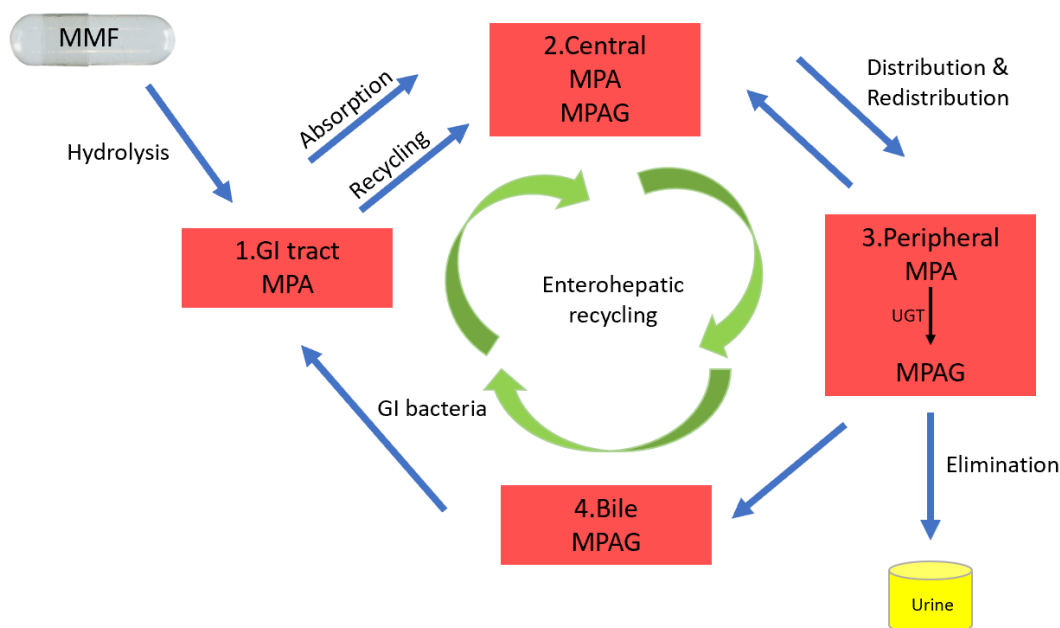 MMF
Hydrolysis
Absorption
Recycling
2.Central
MPA
MPAG
Distribution &
Redistribution
1.GI tract
MPA
3.Peripheral
MPA
UGT
MPAG
Enterohepatic
recycling
GI bacteria
4.Bile
MPAG
Elimination
Urine